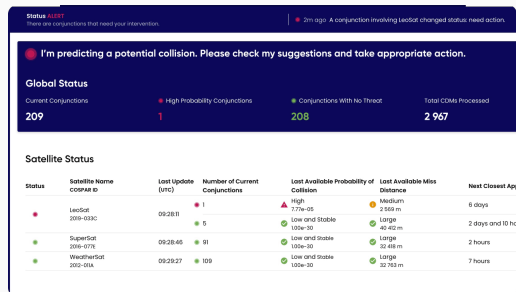 Status ALERT
There are conjunctions that need your intervention.
2m ago A conjunction involving LeoSat changed status: need action.
I'm predicting a potential collision. Please check my suggestions and take appropriate action.
Global Status
Current Conjunctions High Probability Conjunctions Conjunctions With No Threat Total CDMs Processed
209 1 208 2 967
Satellite Status
Status Satellite Name COSPAR ID Last Update (UTC) Number of Current Conjunctions Last Available Probability of Collision Last Available Miss Distance Next Closest App
LeoSat 2019-033C 09:28:11 1 High 7.77e-05 Medium 2 569 m 6 days
5 Low and Stable 1.00e-30 Large 40 412 m 2 days and 10 ho
SuperSat 2016-077E 09:28:46 91 Low and Stable 1.00e-30 Large 32 418 m 2 hours
WeatherSat 2012-011A 09:29:27 109 Low and Stable 1.00e-30 Large 32 763 m 7 hours